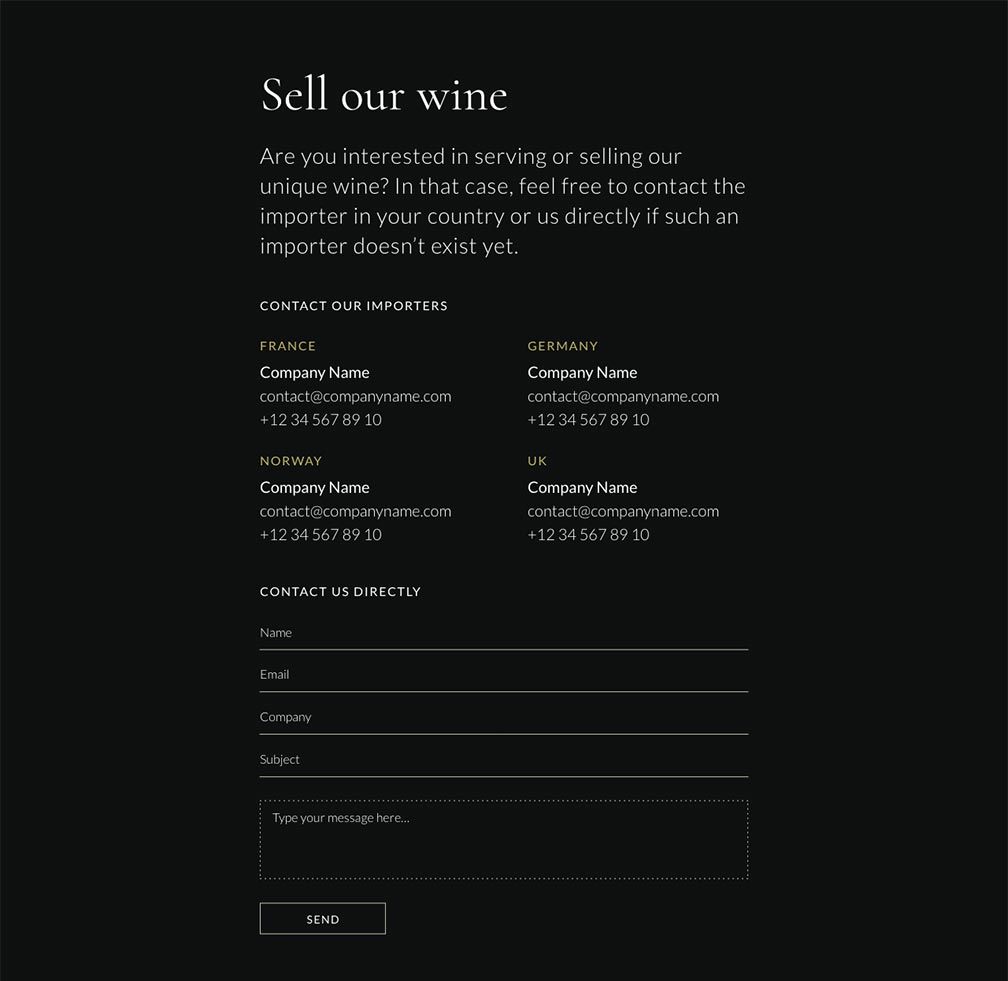 Sell our wine
Are you interested in serving or selling our
unique wine? In that case, feel free to contact the
importer in your country or us directly if such an
importer doesn’t exist yet.
CONTACT OUR IMPORTERS
FRANCE
Company Name
contact@companyname.com
+12 34 567 89 10
GERMANY
Company Name
contact@companyname.com
+12 34 567 89 10
NORWAY
Company Name
contact@companyname.com
+12 34 567 89 10
UK
Company Name
contact@companyname.com
+12 34 567 89 10
CONTACT US DIRECTLY
Name
Email
Company
Subject
Type your message here...
SEND